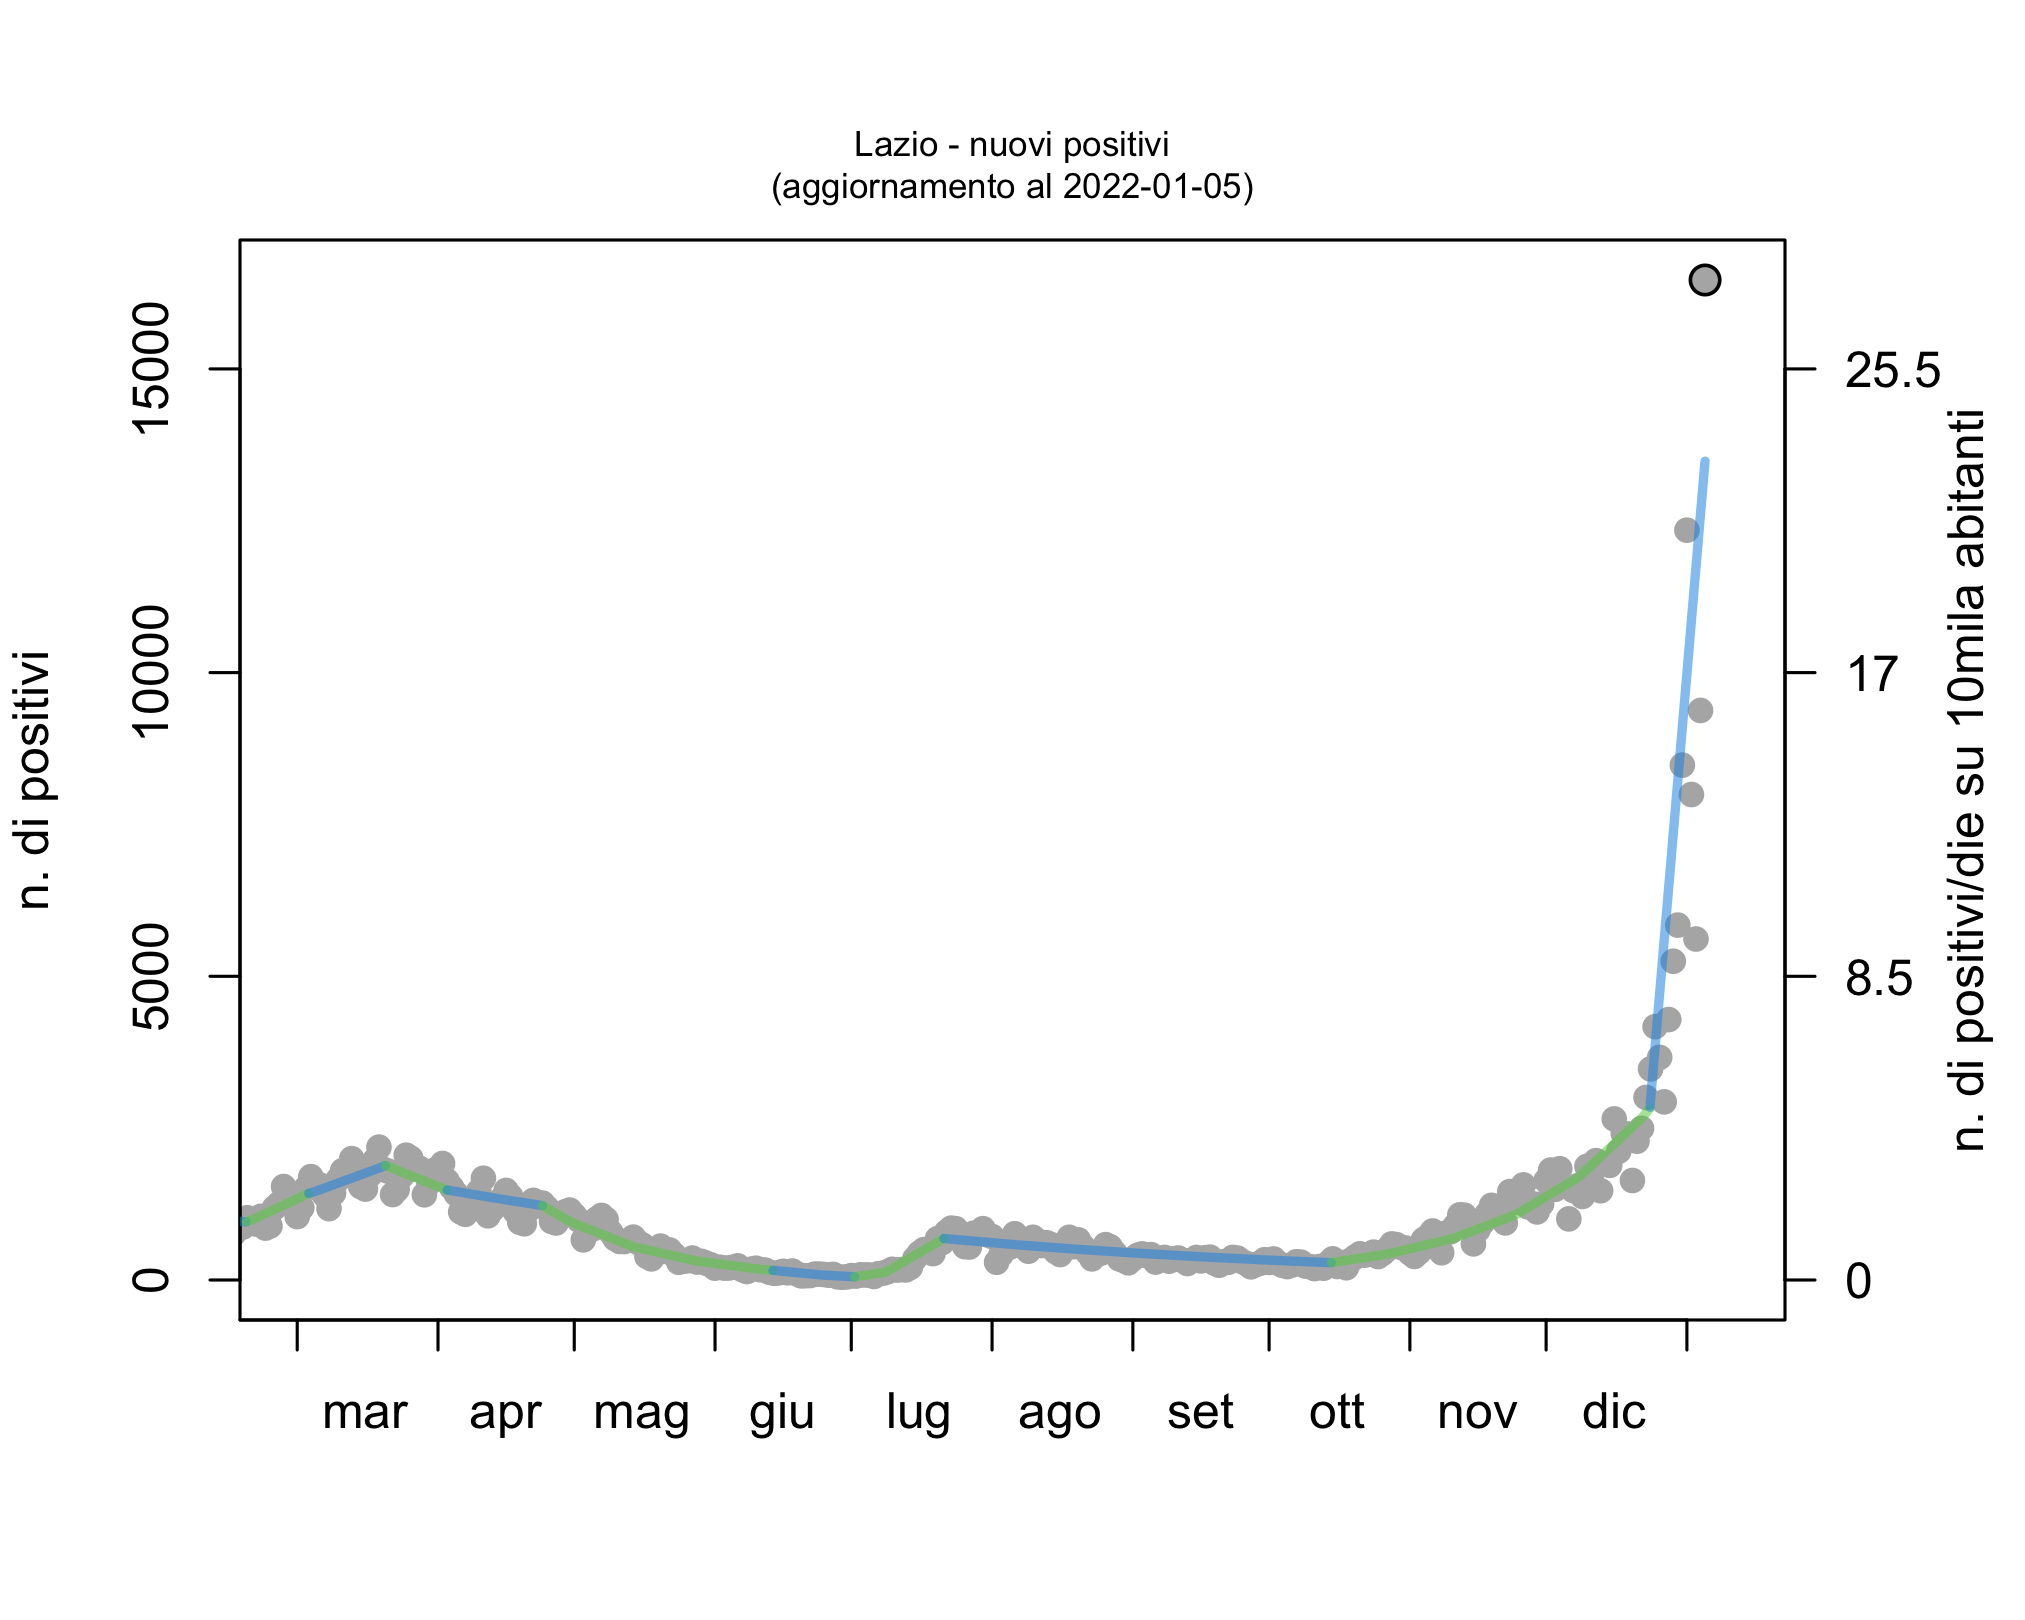 Lazio - nuovi positivi
(aggiornamento al 2022-01-05)
n. di positivi
15000
10000
5000
0
25.5
17
8.5
0
n. di positivi/die su 10mila abitanti
mar apr mag giu lug ago set ott nov dic